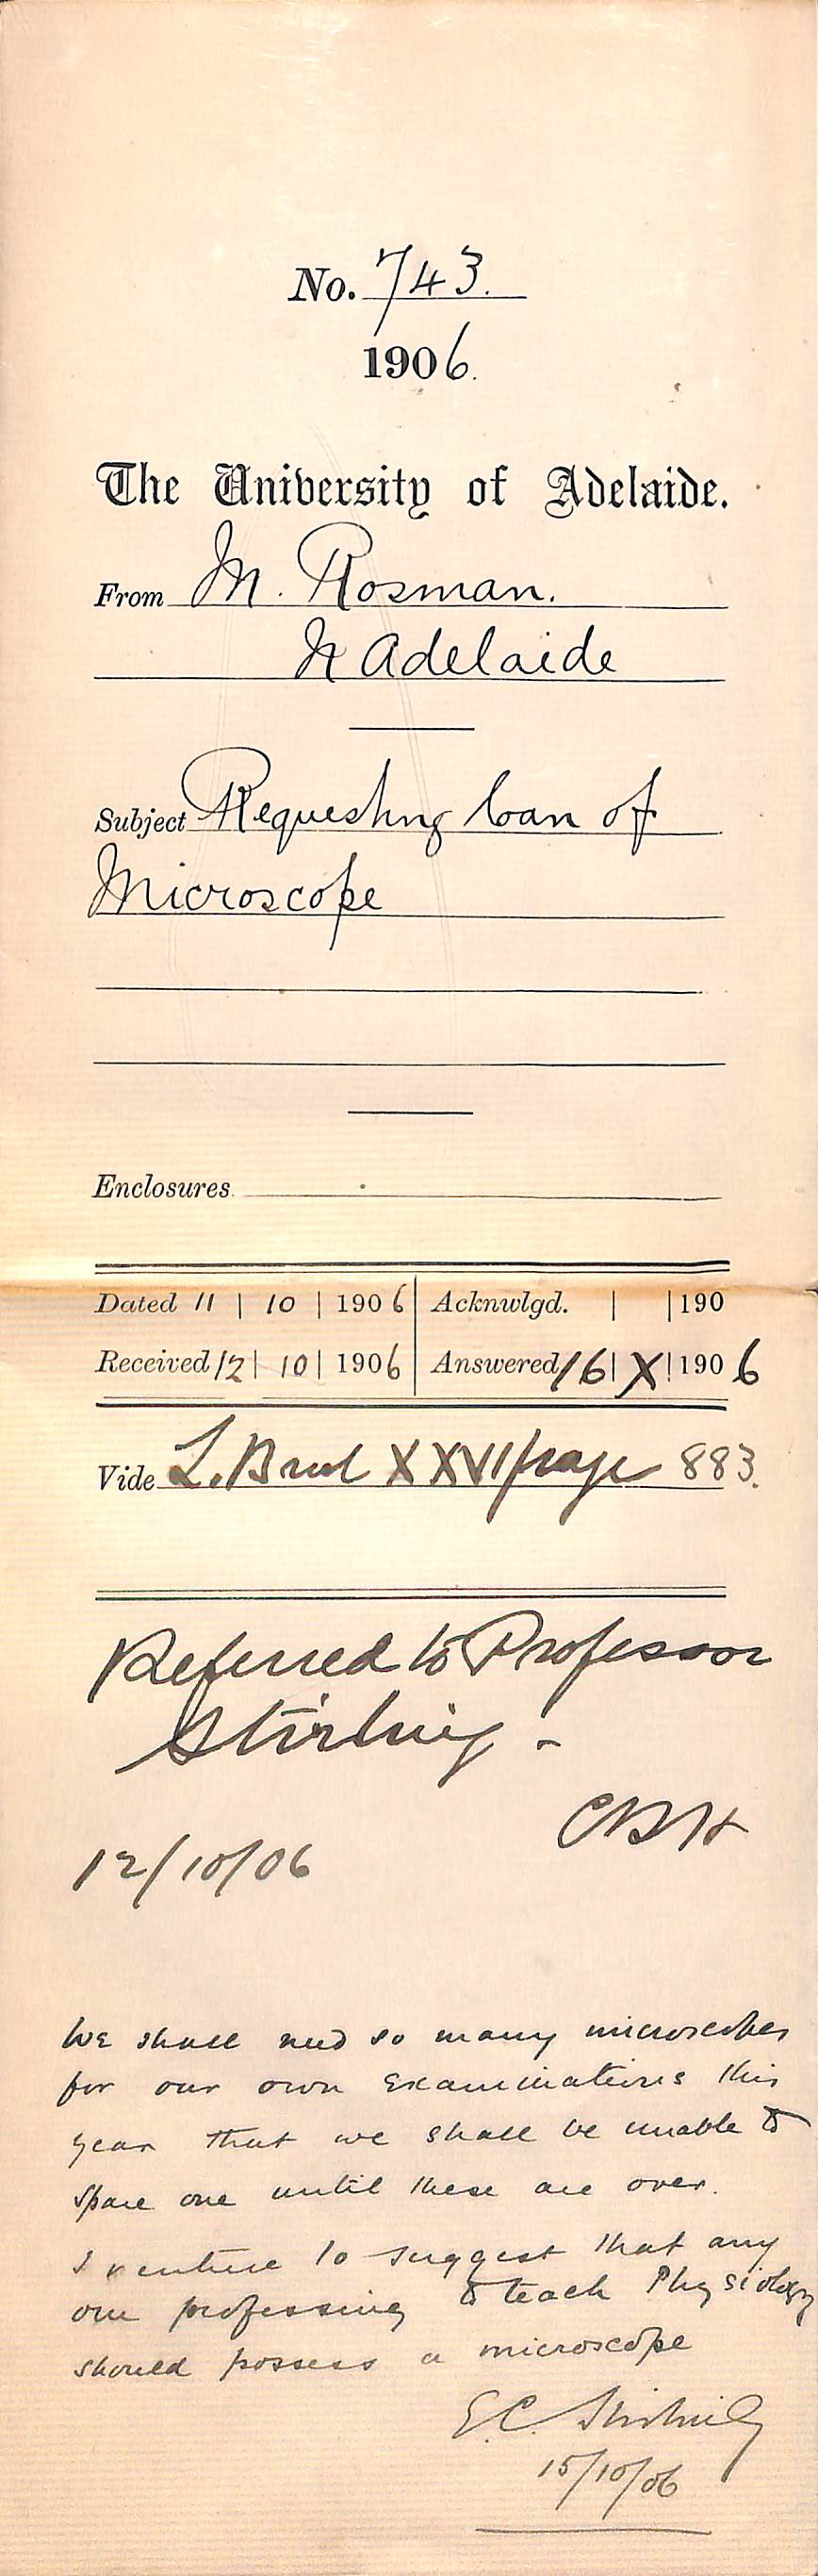 No. 743.
1906.
The University of Adelaide.
From M. Rosman.
N Adelaide
Subject Requesting loan of
Microscope
Enclosures
Dated 11 | 10 | 1906 Acknwlgd. | | 190
Received 12 | 10 | 1906 Answered 16 | X | 1906
Vide L. Book XXVI page 883.
Referred to Professor
Stirling -
CBH
12/10/06
We shall need so many microscopes
for our own Examinations this
year that we shall be unable to
spare one until these are over.
I venture to suggest that any
one professing to teach Physiology
should possess a microscope
E.C. Stirling
15/10/06